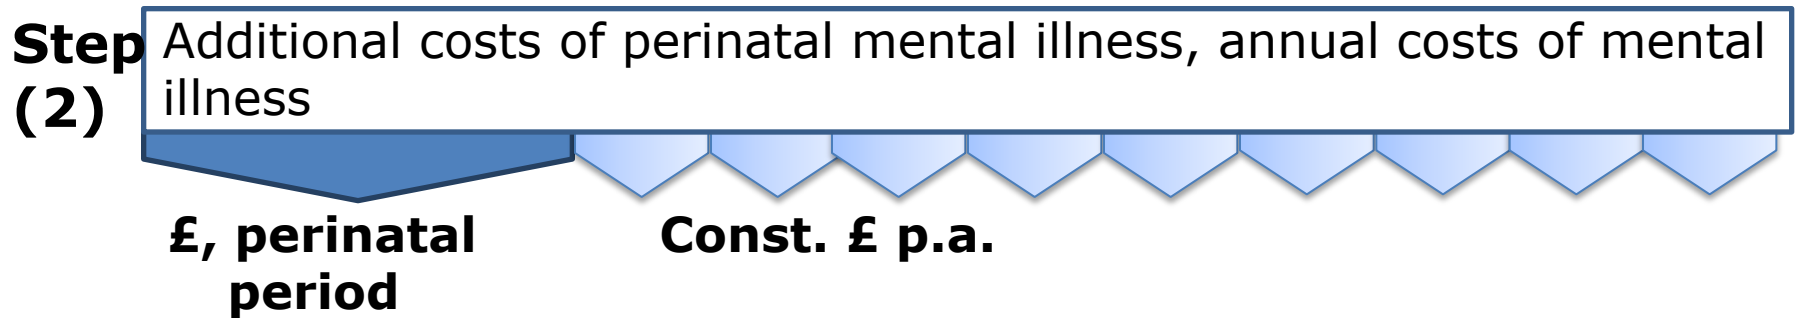 Step
(2)
Additional costs of perinatal mental illness, annual costs of mental
illness
£, perinatal
period
Const. £ p.a.